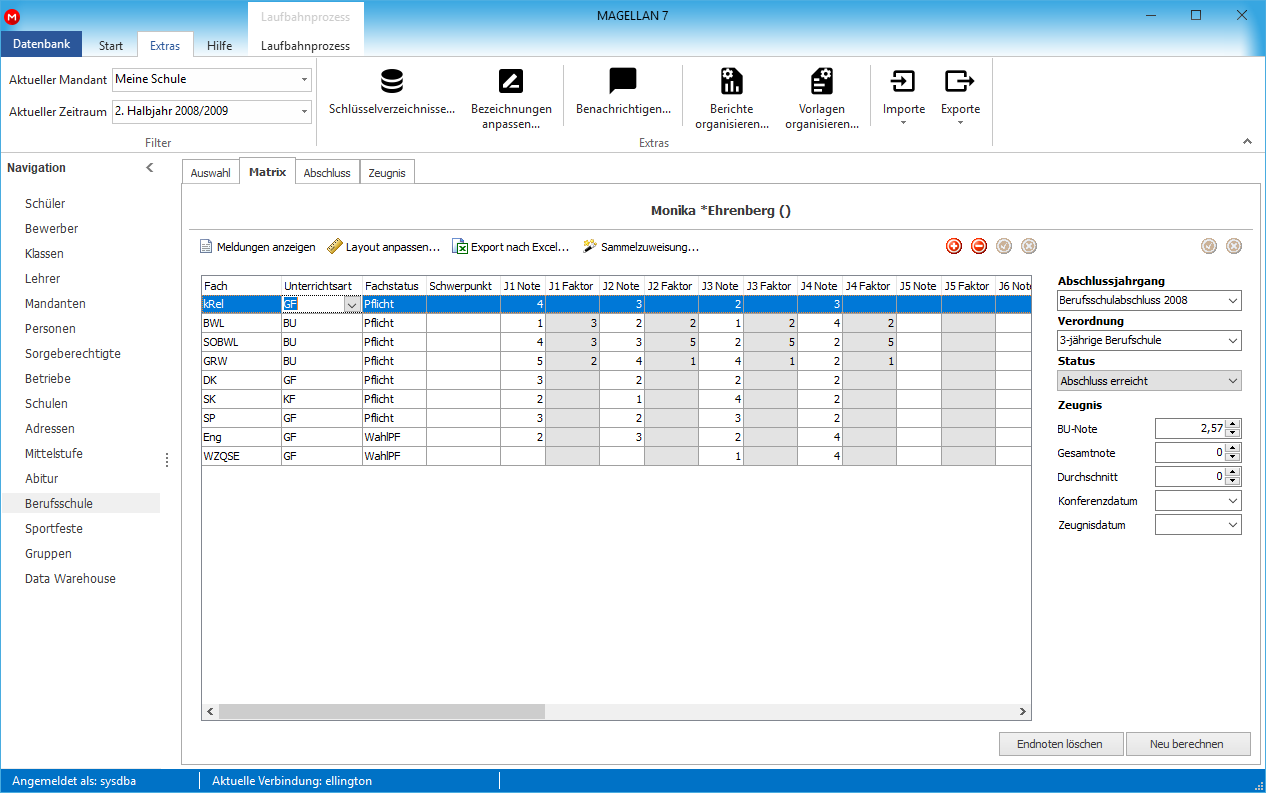 M
MAGELLAN 7
Laufbahnprozess
Datenbank Start Extras Hilfe Laufbahnprozess
Aktueller Mandant Meine Schule
Aktueller Zeitraum 2. Halbjahr 2008/2009
Filter
Schlüsselverzeichnisse...
Bezeichnungen
anpassen...
Benachrichtigen...
Berichte
organisieren...
Vorlagen
organisieren...
Importe
Exporte
Extras
Navigation
Schüler
Bewerber
Klassen
Lehrer
Mandanten
Personen
Sorgeberechtigte
Betriebe
Schulen
Adressen
Mittelstufe
Abitur
Berufsschule
Sportfeste
Gruppen
Data Warehouse
Auswahl Matrix Abschluss Zeugnis
Monika *Ehrenberg ()
Meldungen anzeigen Layout anpassen... Export nach Excel... Sammelzuweisung...
Fach Unterrichtsart Fachstatus Schwerpunkt J1 Note J1 Faktor J2 Note J2 Faktor J3 Note J3 Faktor J4 Note J4 Faktor J5 Note J5 Faktor J6 Not
kRel GF Pflicht 4 3 2 3
BWL BU Pflicht 1 3 2 2 1 2 4 2
SOBWL BU Pflicht 4 3 3 5 2 5 2 5
GRW BU Pflicht 5 2 4 1 4 1 2 1
DK GF Pflicht 3 2 2 2
SK KF Pflicht 2 1 4 2
SP GF Pflicht 3 2 3 2
Eng GF WahlPF 2 3 2 4
WZQSE GF WahlPF 1 4
Abschlussjahrgang
Berufsschulabschluss 2008
Verordnung
3-jährige Berufschule
Status
Abschluss erreicht
Zeugnis
BU-Note 2,57
Gesamtnote 0
Durchschnitt 0
Konferenzdatum
Zeugnisdatum
Endnoten löschen Neu berechnen
Angemeldet als: sysdba Aktuelle Verbindung: ellington